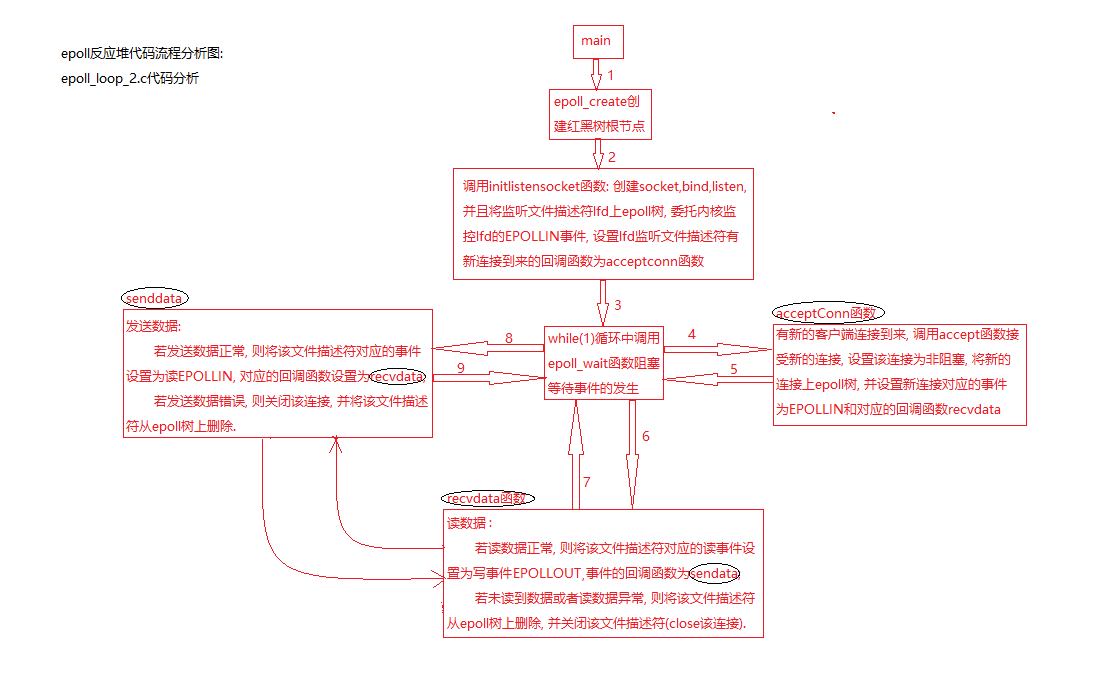 epoll反应堆代码流程分析图:
epoll_loop_2.c代码分析
main
1
epoll_create创
建红黑树根节点
2
调用initlistensocket函数: 创建socket,bind,listen,
并且将监听文件描述符lfd上epoll树, 委托内核监
控lfd的EPOLLIN事件, 设置lfd监听文件描述符有
新连接到来的回调函数为acceptconn函数
3
senddata
发送数据:
若发送数据正常, 则将该文件描述符对应的事件
设置为读EPOLLIN, 对应的回调函数设置为recvdata,
若发送数据错误, 则关闭该连接, 并将该文件描述
符从epoll树上删除.
8
9
while(1)循环中调用
epoll_wait函数阻塞
等待事件的发生
4
5
acceptConn函数
有新的客户端连接到来, 调用accept函数接
受新的连接, 设置该连接为非阻塞, 将新的
连接上epoll树, 并设置新连接对应的事件
为EPOLLIN和对应的回调函数recvdata
6
7
recvdata函数
读数据:
若读数据正常, 则将该文件描述符对应的读事件设
置为写事件EPOLLOUT,事件的回调函数为sendata,
若未读到数据或者读数据异常, 则将该文件描述符
从epoll树上删除, 并关闭该文件描述符(close该连接).